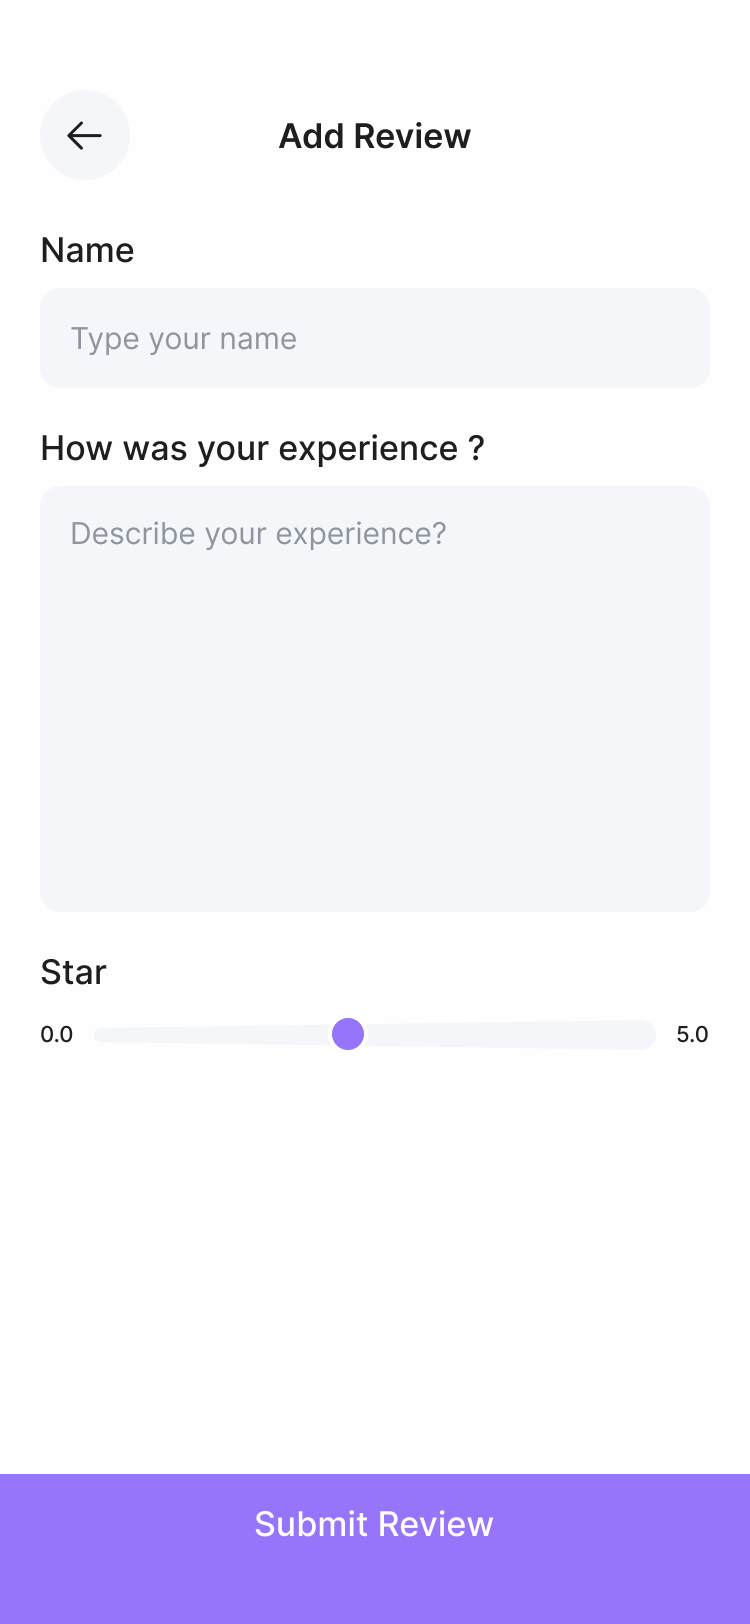 Add Review
Name
Type your name
How was your experience ?
Describe your experience?
Star
0.0 5.0
Submit Review